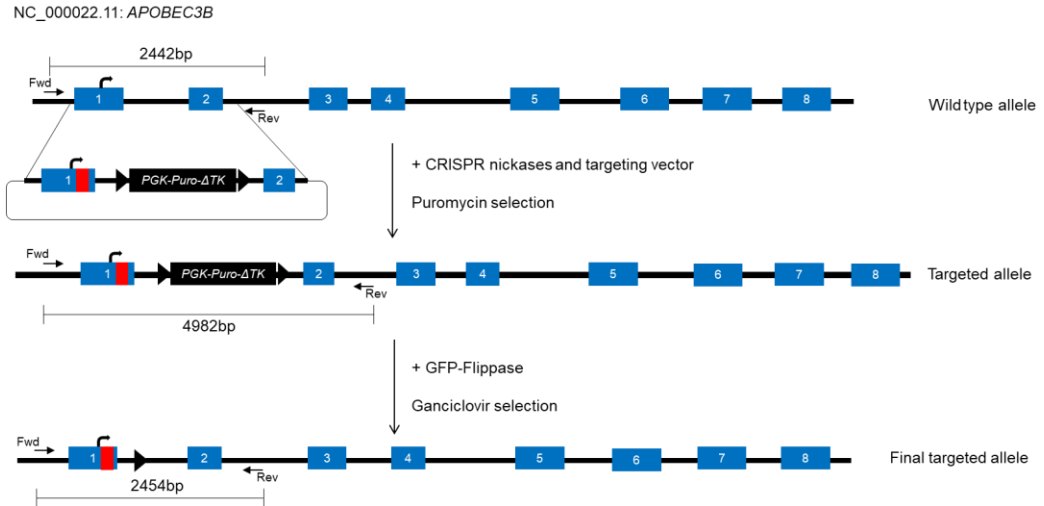 NC_000022.11: APOBEC3B
2442bp
Fwd
1 2 3 4 5 6 7 8
Rev
Wild type allele
1 PGK-Puro-ΔTK 2
+ CRISPR nickases and targeting vector
Puromycin selection
Fwd
1 PGK-Puro-ΔTK 2 3 4 5 6 7 8
Targeted allele
Rev
4982bp
+ GFP-Flippase
Ganciclovir selection
Fwd
1 2 3 4 5 6 7 8
Final targeted allele
Rev
2454bp